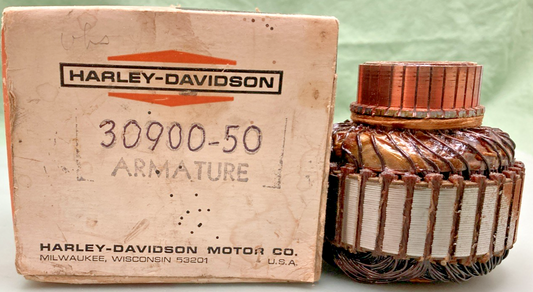 HARLEY-DAVIDSON
30900-50
ARMATURE
HARLEY-DAVIDSON MOTOR CO.
MILWAUKEE, WISCONSIN 53201 U.S.A.